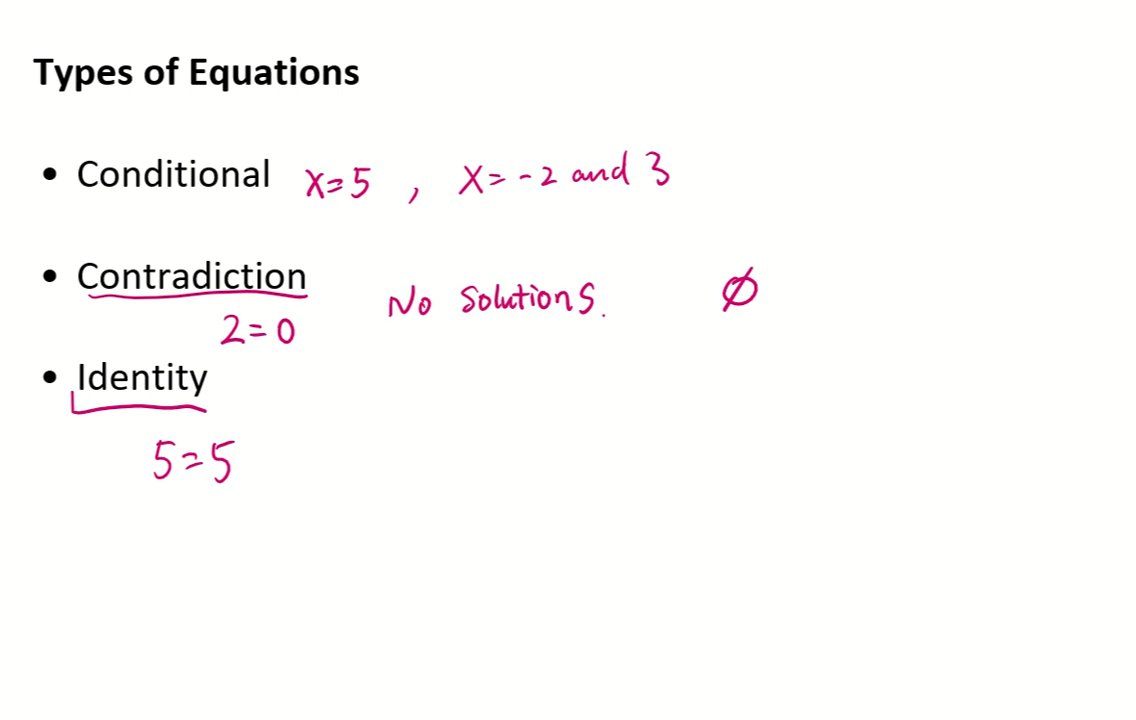 Types of Equations
• Conditional x=5 , x=-2 and 3
• Contradiction No Solutions. ∅
2=0
• Identity
5=5